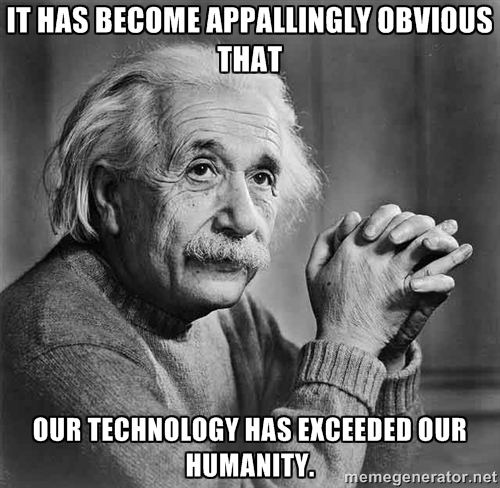 IT HAS BECOME APPALLINGLY OBVIOUS
THAT
OUR TECHNOLOGY HAS EXCEEDED OUR
HUMANITY.
memegenerator.net